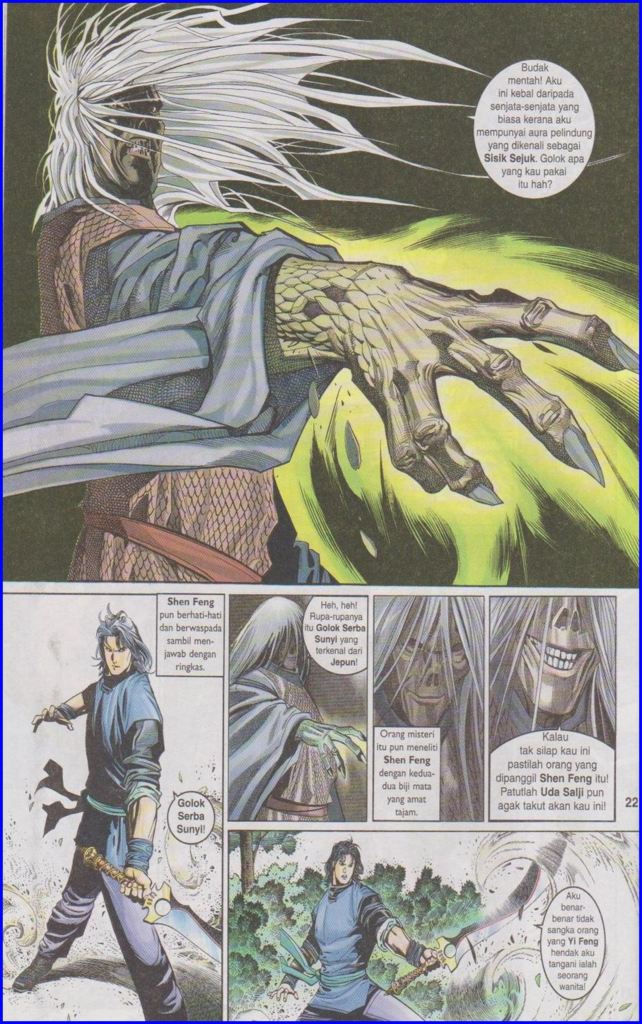 Budak
mentah! Aku
ini kebal daripada
senjata-senjata yang
biasa kerana aku
mempunyai aura pelindung
yang dikenali sebagai
Sisik Sejuk. Golok apa
yang kau pakai
itu hah?
Shen Feng
pun berhati-hati
dan berwaspada
sambil men-
jawab dengan
ringkas.
Golok
Serba
Sunyi!
Heh, heh!
Rupa-rupanya
itu Golok Serba
Sunyi yang
terkenal dari
Jepun!
Orang misteri
itu pun meneliti
Shen Feng
dengan kedua-
dua biji mata
yang amat
tajam.
Kalau
tak silap kau ini
pastilah orang yang
dipanggil Shen Feng itu!
Patutlah Uda Salji pun
agak takut akan kau ini!
22
Aku
benar-
benar tidak
sangka orang
yang Yi Feng
hendak aku
tangani ialah
seorang
wanita!